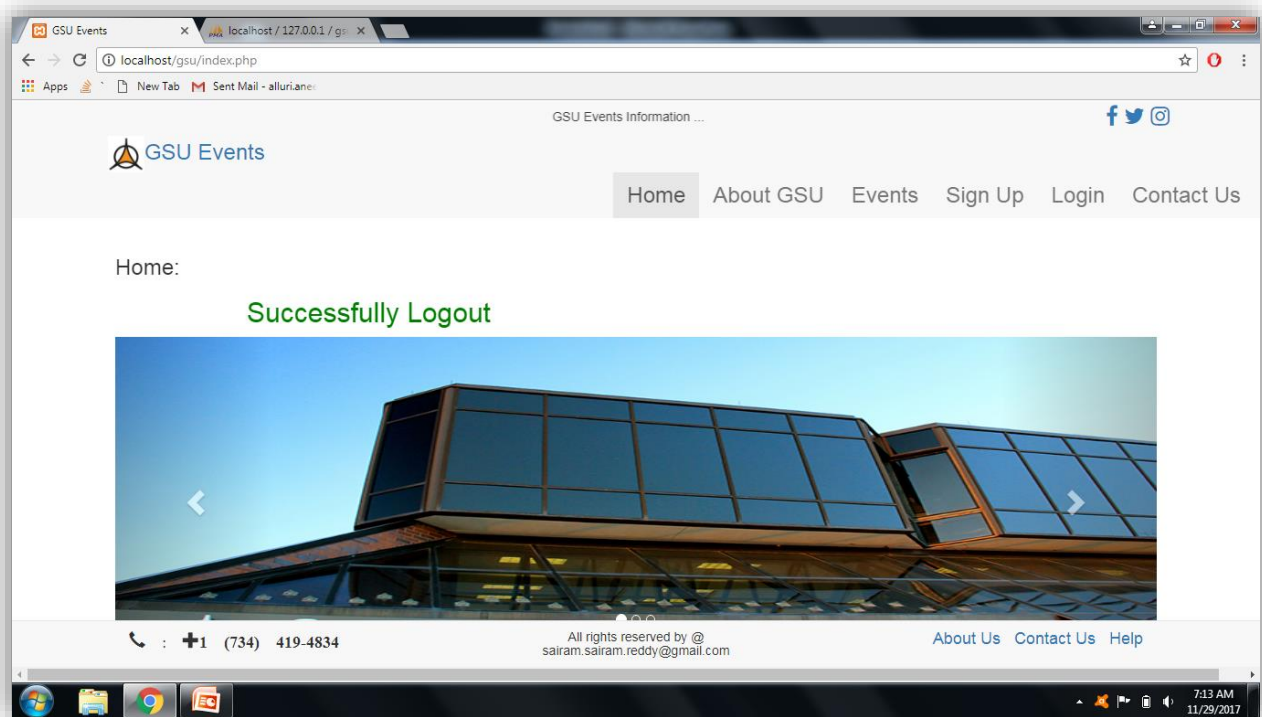 GSU Events
localhost / 127.0.0.1 / gs
localhost/gsu/index.php
Apps New Tab Sent Mail - alluri.ane
GSU Events Information ...
GSU Events
Home About GSU Events Sign Up Login Contact Us
Home:
Successfully Logout
: +1 (734) 419-4834
All rights reserved by @
sairam.sairam.reddy@gmail.com
About Us Contact Us Help
7:13 AM
11/29/2017